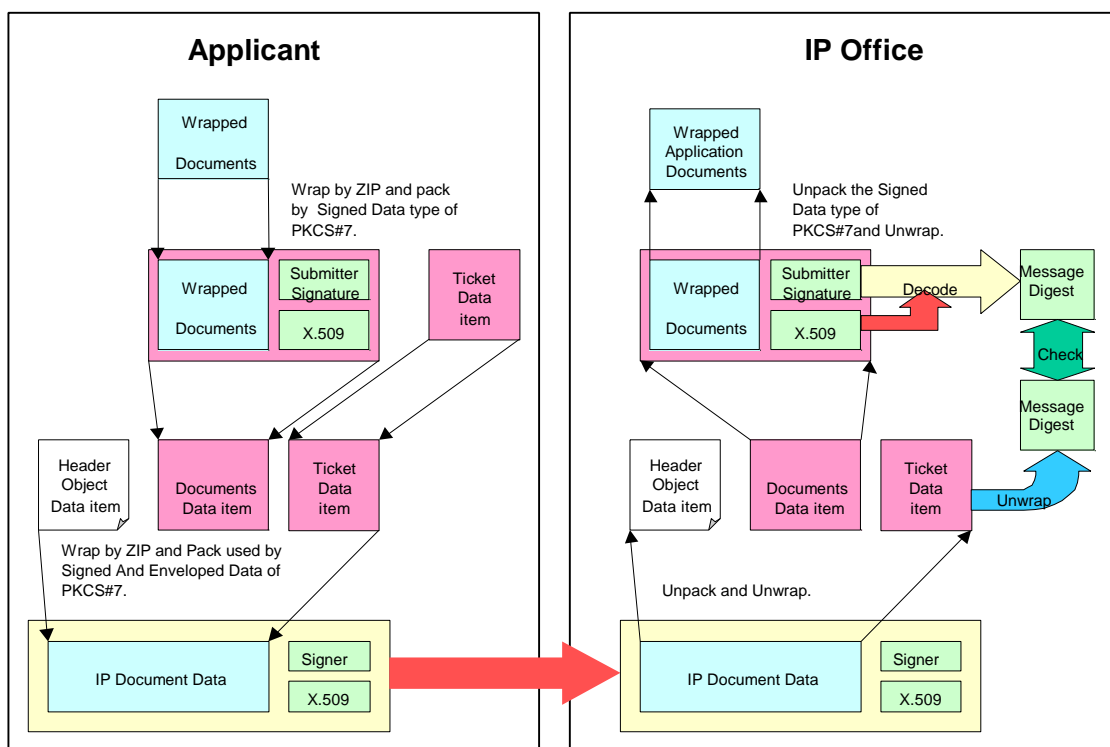 Applicant
Wrapped
Documents
Wrap by ZIP and pack
by Signed Data type of
PKCS#7.
Wrapped
Documents
Submitter
Signature
X.509
Ticket
Data
item
Header
Object
Data item
Documents
Data item
Ticket
Data
item
Wrap by ZIP and Pack used by
Signed And Enveloped Data of
PKCS#7.
IP Document Data
Signer
X.509
IP Office
Wrapped
Application
Documents
Unpack the Signed
Data type of
PKCS#7and Unwrap.
Wrapped
Documents
Submitter
Signature
X.509
Decode
Message
Digest
Check
Message
Digest
Header
Object
Data item
Documents
Data item
Ticket
Data
item
Unwrap
Unpack and Unwrap.
IP Document Data
Signer
X.509